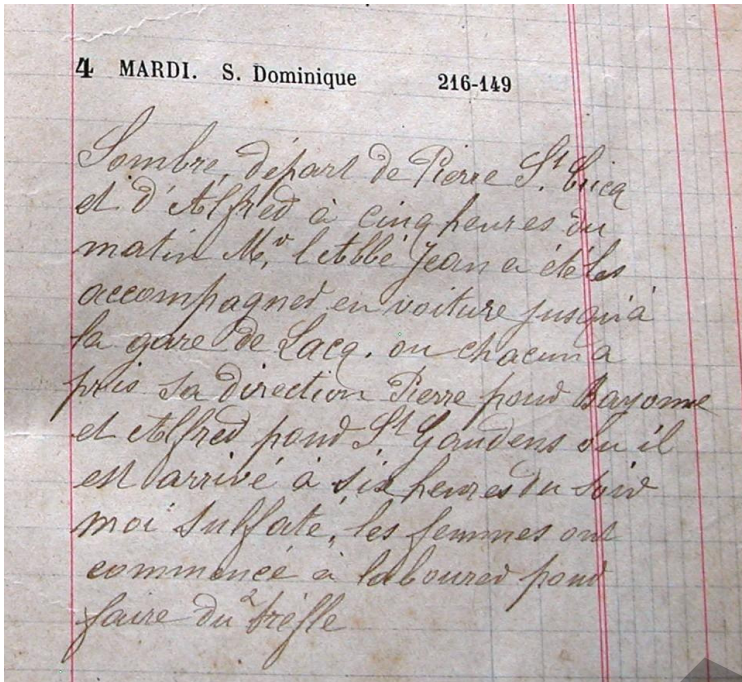 4 MARDI. S. Dominique 216-149
Sombre, départ de Pierre St. Cricq
et d'Alfred à cinq heures du
matin Mr. l'Abbé Jean a été les
accompagner en voiture jusqu'à
la gare de Lacq. ou chacun a
pris sa direction Pierre pour Bayonne
et Alfred pour St Gaudens ou il
est arrivé à six heures du soir
moi sulfaté, les femmes ont
commencé à labourer pour
faire du trèfle